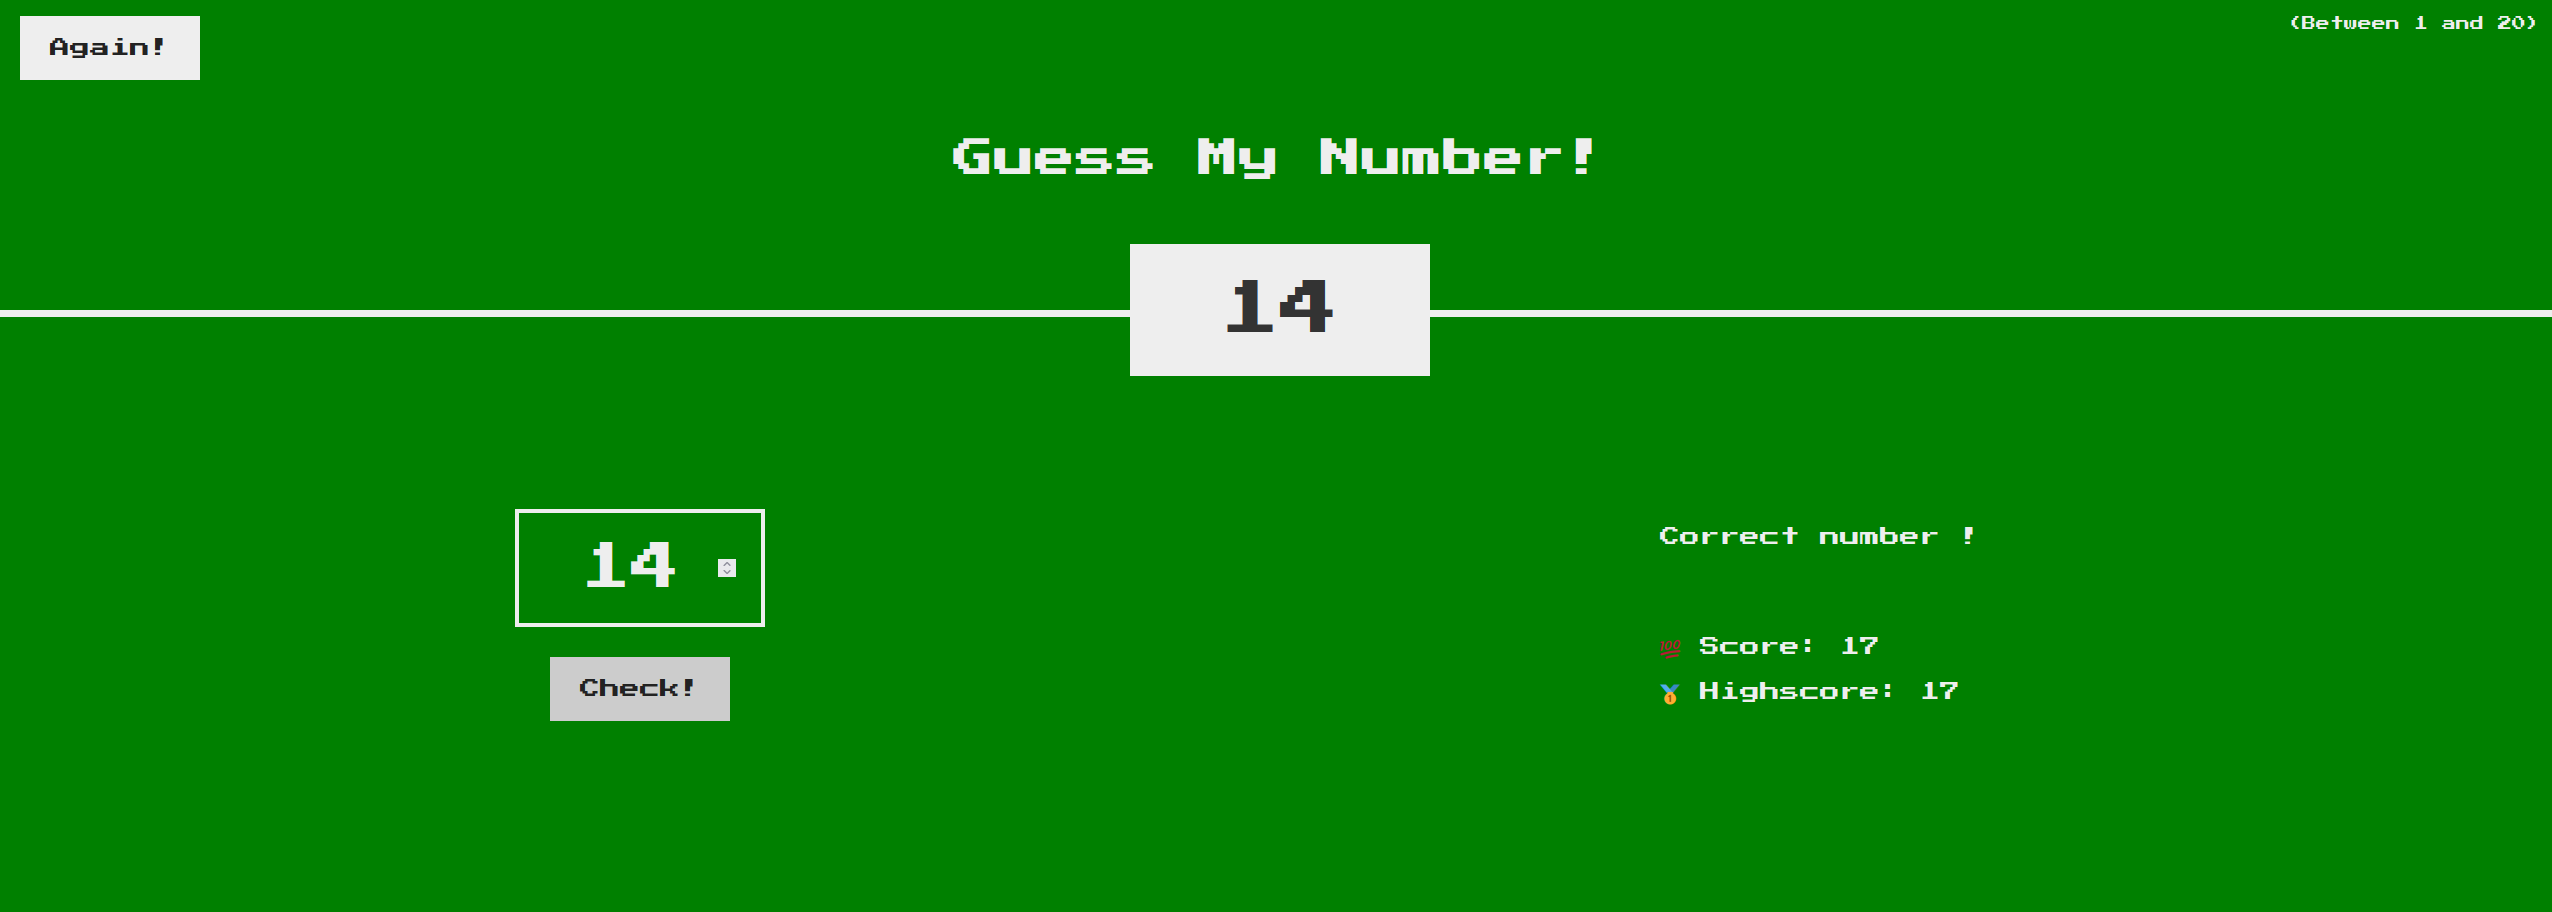 Again!
(Between 1 and 20)
Guess My Number!
14
14
Check!
Correct number !
💯 Score: 17
🥇 Highscore: 17